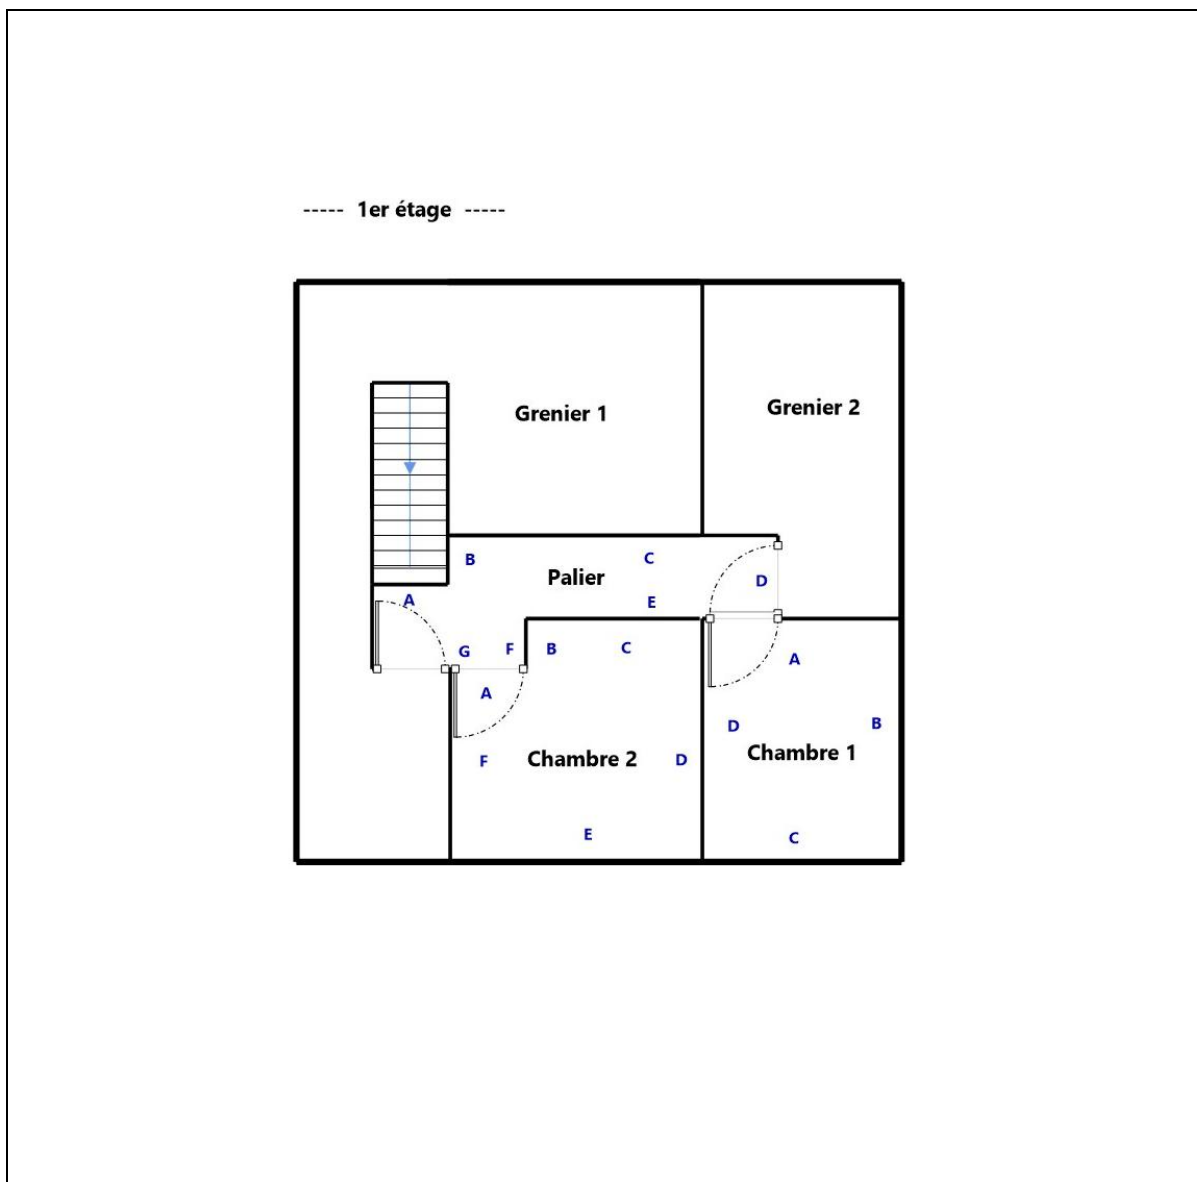 ----- 1er étage -----
Grenier 2
Grenier 1
B C
Palier D
A E
G F B C
A A
D B
F Chambre 2 D Chambre 1
E C